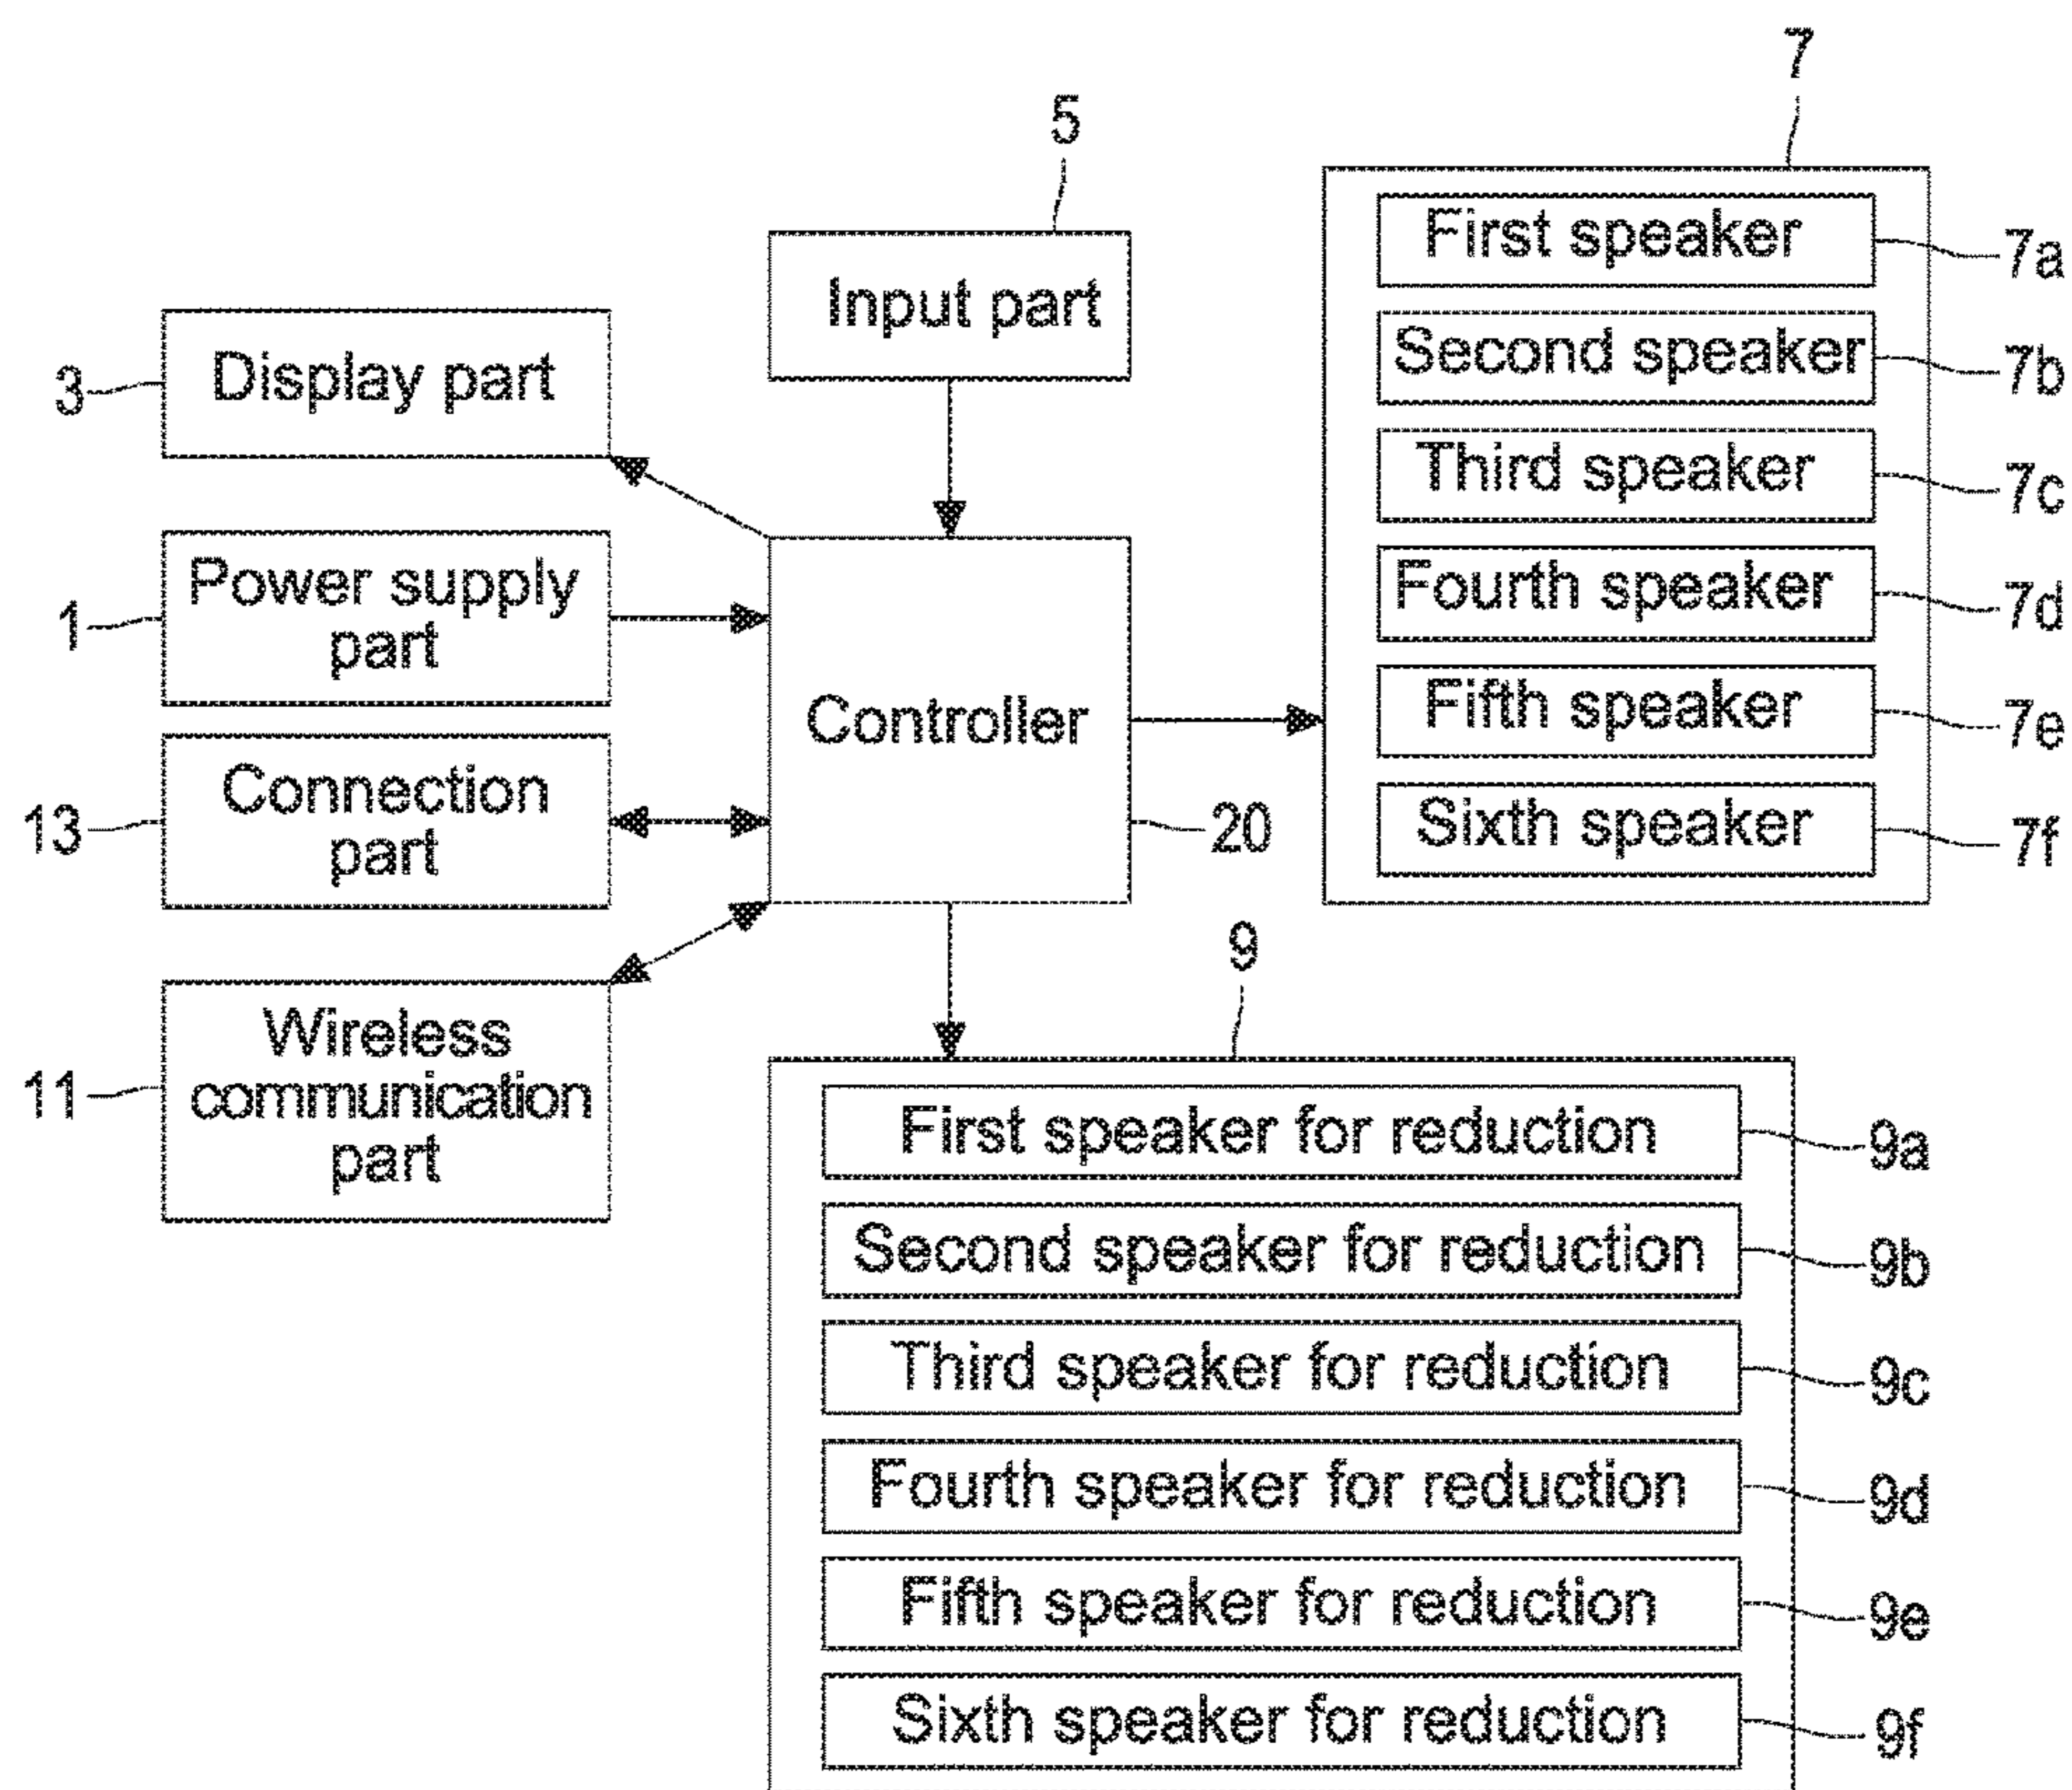 7
5
First speaker
7a
Input part
Second speaker
7b
Display part
3
Third speaker
7c
Power supply
part
1
Fourth speaker
7d
Controller
20
Fifth speaker
7e
Connection
part
13
Sixth speaker
7f
9
Wireless
communication
part
11
First speaker for reduction
9a
Second speaker for reduction
9b
Third speaker for reduction
9c
Fourth speaker for reduction
9d
Fifth speaker for reduction
9e
Sixth speaker for reduction
9f